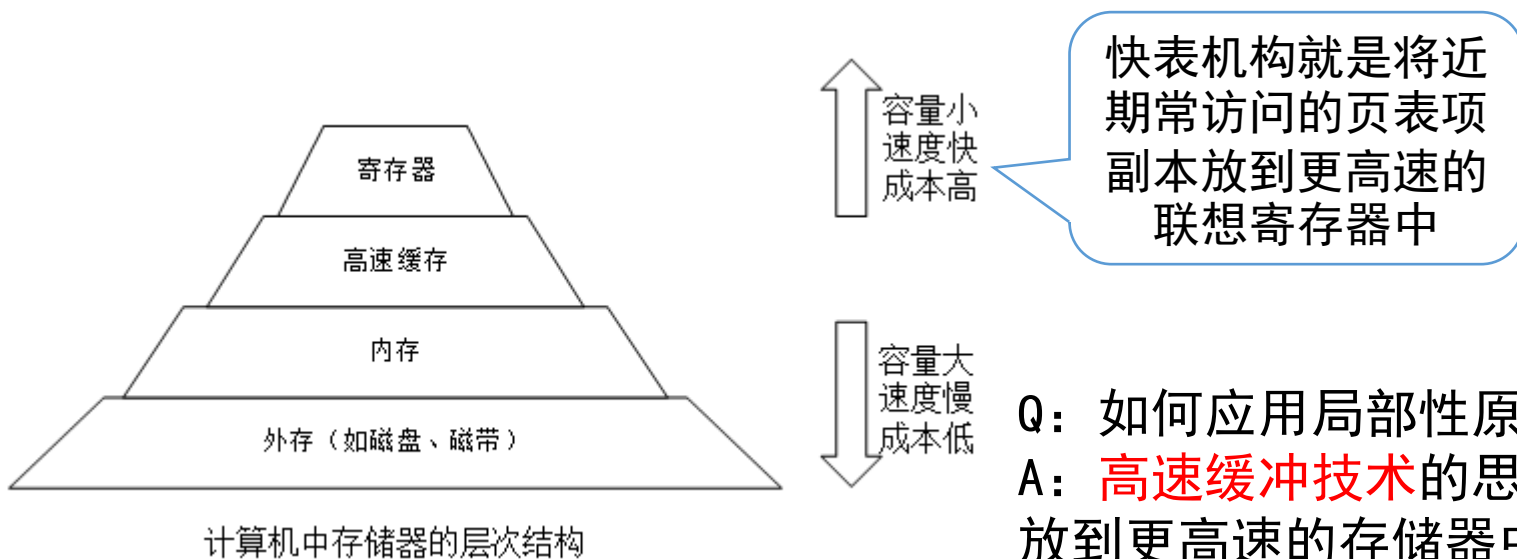 快表机构就是将近
期常访问的页表项
副本放到更高速的
联想寄存器中
容量小
速度快
成本高
寄存器
高速缓存
内存
外存（如磁盘、磁带）
容量大
速度慢
成本低
计算机中存储器的层次结构
Q：如何应用局部性原
A：高速缓冲技术的思
放到更高速的存储器中